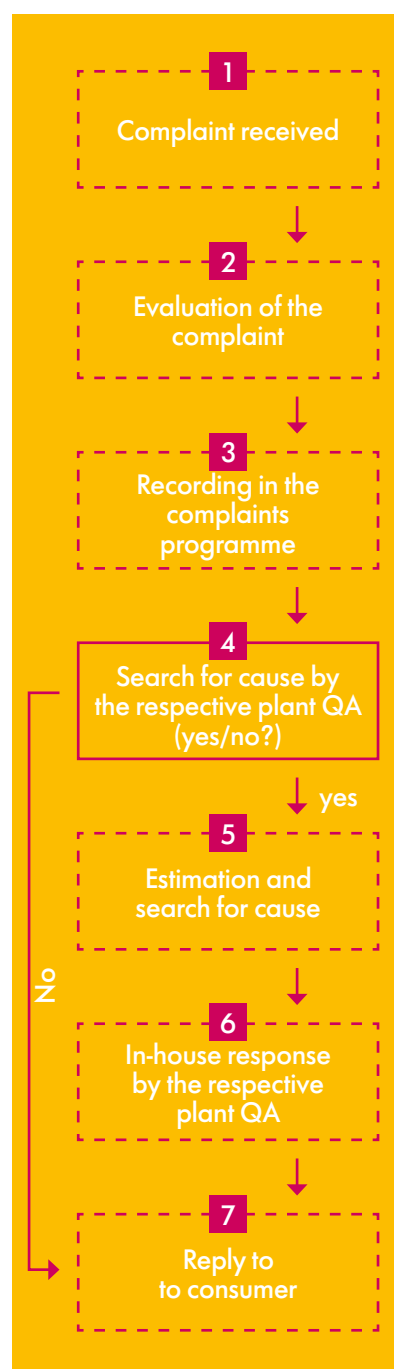 1
Complaint received
2
Evaluation of the
complaint
3
Recording in the
complaints
programme
4
Search for cause by
the respective plant QA
(yes/no?)
yes
5
Estimation and
search for cause
No
6
In-house response
by the respective
plant QA
7
Reply to
to consumer